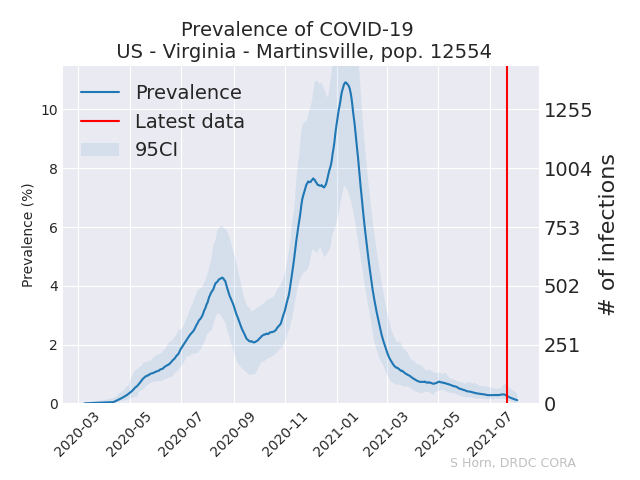 Prevalence of COVID-19
US - Virginia - Martinsville, pop. 12554
Prevalence
Latest data
95CI
Prevalence (%)
10
8
6
4
2
0
1255
1004
753
502
251
0
# of infections
2020-03
2020-05
2020-07
2020-09
2020-11
2021-01
2021-03
2021-05
2021-07
S Horn, DRDC CORA